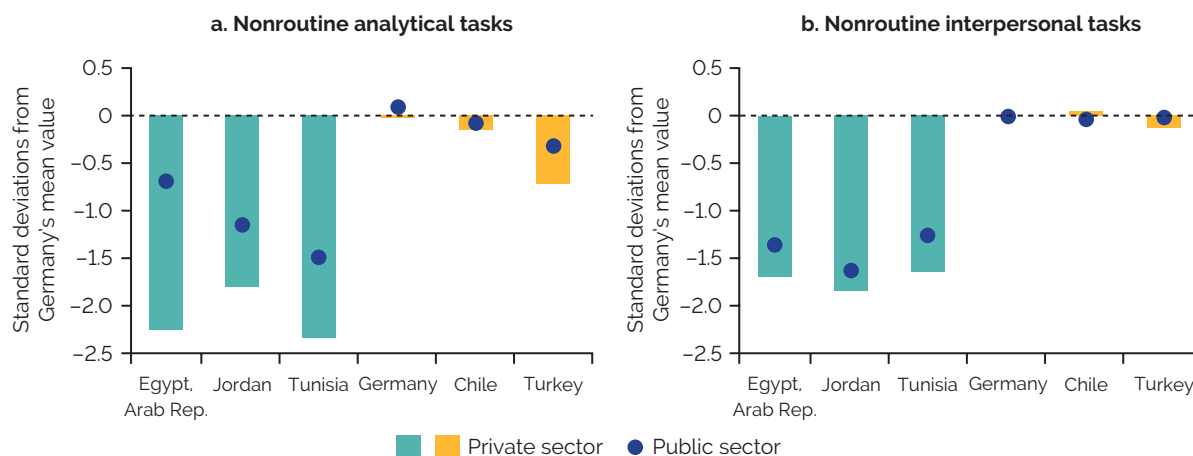 a. Nonroutine analytical tasks
Standard deviations from
Germany's mean value
0.5
0
−0.5
−1.0
−1.5
−2.0
−2.5
Egypt,
Arab Rep.
Jordan
Tunisia
Germany
Chile
Turkey
b. Nonroutine interpersonal tasks
Standard deviations from
Germany's mean value
0.5
0
−0.5
−1.0
−1.5
−2.0
−2.5
Egypt,
Arab Rep.
Jordan
Tunisia
Germany
Chile
Turkey
Private sector
Public sector